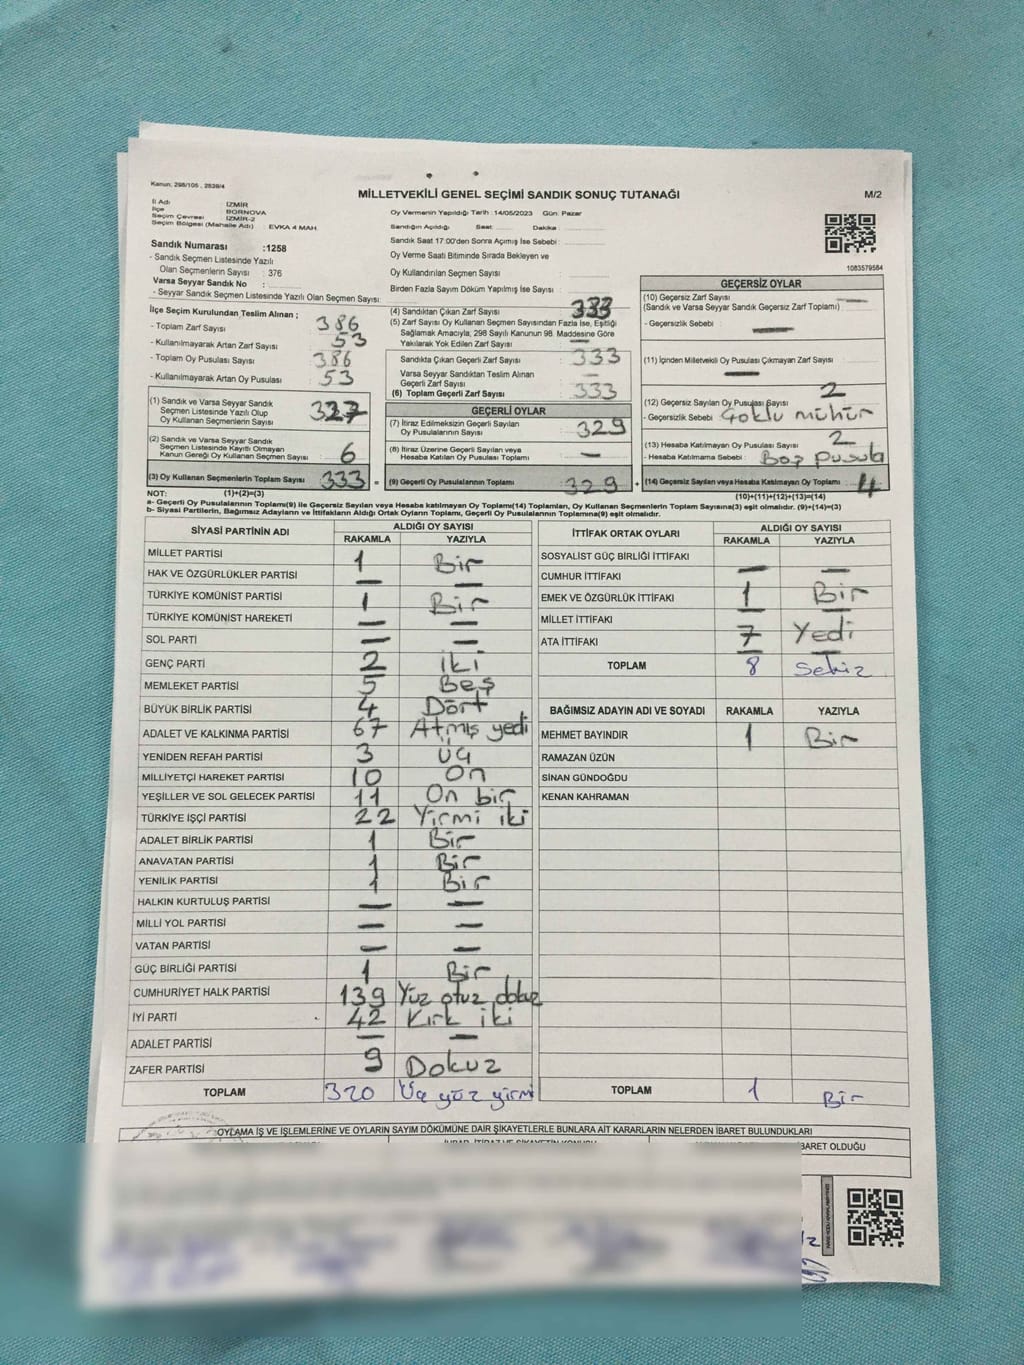 Kanun: 298/105 , 2839/4
MİLLETVEKİLİ GENEL SEÇİMİ SANDIK SONUÇ TUTANAĞI
M/2
İl Adı İZMİR
İlçe BORNOVA
Seçim Çevresi İZMİR-2
Seçim Bölgesi (Mahalle Adı) EVKA 4 MAH.
Sandık Numarası :1258
- Sandık Seçmen Listesinde Yazılı
Olan Seçmenlerin Sayısı : 376
Varsa Seyyar Sandık No :
- Seyyar Sandık Seçmen Listesinde Yazılı Olan Seçmen Sayısı:
İlçe Seçim Kurulundan Teslim Alınan ;
- Toplam Zarf Sayısı 386
- Kullanılmayarak Artan Zarf Sayısı 53
- Toplam Oy Pusulası Sayısı 386
- Kullanılmayarak Artan Oy Pusulası 53
(1) Sandık ve Varsa Seyyar Sandık
Seçmen Listesinde Yazılı Olup
Oy Kullanan Seçmenlerin Sayısı 327
(2) Sandık ve Varsa Seyyar Sandık
Seçmen Listesinde Kayıtlı Olmayan
Kanun Gereği Oy Kullanan Seçmen Sayısı 6
(3) Oy Kullanan Seçmenlerin Toplam Sayısı 333 =
Oy Vermenin Yapıldığı Tarih :14/05/2023 Gün: Pazar
Sandığın Açıldığı Saat: Dakika :
Sandık Saat 17:00'den Sonra Açılmış İse Sebebi :
Oy Verme Saati Bitiminde Sırada Bekleyen ve
Oy Kullandırılan Seçmen Sayısı :
Birden Fazla Sayım Döküm Yapılmış İse Sayısı :
(4) Sandıktan Çıkan Zarf Sayısı 333
(5) Zarf Sayısı Oy Kullanan Seçmen Sayısından Fazla İse, Eşitliği
Sağlamak Amacıyla, 298 Sayılı Kanunun 98. Maddesine Göre
Yakılarak Yok Edilen Zarf Sayısı —
Sandıkta Çıkan Geçerli Zarf Sayısı 333
Varsa Seyyar Sandıktan Teslim Alınan
Geçerli Zarf Sayısı —
(6) Toplam Geçerli Zarf Sayısı 333
GEÇERLİ OYLAR
(7) İtiraz Edilmeksizin Geçerli Sayılan
Oy Pusulalarının Sayısı 329
(8) İtiraz Üzerine Geçerli Sayılan veya
Hesaba Katılan Oy Pusulası Toplamı —
(9) Geçerli Oy Pusulalarının Toplamı 329 +
1083579584
GEÇERSİZ OYLAR
(10) Geçersiz Zarf Sayısı —
(Sandık ve Varsa Seyyar Sandık Geçersiz Zarf Toplamı)
- Geçersizlik Sebebi : —
(11) İçinden Milletvekili Oy Pusulası Çıkmayan Zarf Sayısı —
(12) Geçersiz Sayılan Oy Pusulası Sayısı 2
- Geçersizlik Sebebi Çoklu mühür
(13) Hesaba Katılmayan Oy Pusulası Sayısı 2
- Hesaba Katılmama Sebebi : Boş pusula
(14) Geçersiz Sayılan veya Hesaba Katılmayan Oy Toplamı 4
NOT: (1)+(2)=(3) (10)+(11)+(12)+(13)=(14)
a- Geçerli Oy Pusulalarının Toplamı(9) ile Geçersiz Sayılan veya Hesaba katılmayan Oy Toplamı(14) Toplamları, Oy Kullanan Seçmenlerin Toplam Sayısına(3) eşit olmalıdır. (9)+(14)=(3)
b- Siyasi Partilerin, Bağımsız Adayların ve İttifakların Aldığı Ortak Oyların Toplamı, Geçerli Oy Pusulalarının Toplamına(9) eşit olmalıdır.
SİYASİ PARTİNİN ADI ALDIĞI OY SAYISI
RAKAMLA YAZIYLA
MİLLET PARTİSİ 1 Bir
HAK VE ÖZGÜRLÜKLER PARTİSİ — —
TÜRKİYE KOMÜNİST PARTİSİ 1 Bir
TÜRKİYE KOMÜNİST HAREKETİ — —
SOL PARTİ — —
GENÇ PARTİ 2 iki
MEMLEKET PARTİSİ 5 Beş
BÜYÜK BİRLİK PARTİSİ 4 Dört
ADALET VE KALKINMA PARTİSİ 67 Atmış yedi
YENİDEN REFAH PARTİSİ 3 Üç
MİLLİYETÇİ HAREKET PARTİSİ 10 On
YEŞİLLER VE SOL GELECEK PARTİSİ 11 On bir
TÜRKİYE İŞÇİ PARTİSİ 22 Yirmi iki
ADALET BİRLİK PARTİSİ 1 Bir
ANAVATAN PARTİSİ 1 Bir
YENİLİK PARTİSİ 1 Bir
HALKIN KURTULUŞ PARTİSİ — —
MİLLİ YOL PARTİSİ — —
VATAN PARTİSİ — —
GÜÇ BİRLİĞİ PARTİSİ 1 Bir
CUMHURİYET HALK PARTİSİ 139 Yüz otuz dokuz
İYİ PARTİ 42 Kırk iki
ADALET PARTİSİ — —
ZAFER PARTİSİ 9 Dokuz
TOPLAM 320 Üç yüz yirmi
İTTİFAK ORTAK OYLARI ALDIĞI OY SAYISI
RAKAMLA YAZIYLA
SOSYALİST GÜÇ BİRLİĞİ İTTİFAKI — —
CUMHUR İTTİFAKI
EMEK VE ÖZGÜRLÜK İTTİFAKI 1 Bir
MİLLET İTTİFAKI — —
ATA İTTİFAKI 7 Yedi
TOPLAM 8 Sekiz
BAĞIMSIZ ADAYIN ADI VE SOYADI RAKAMLA YAZIYLA
MEHMET BAYINDIR 1 Bir
RAMAZAN ÜZÜN
SİNAN GÜNDOĞDU
KENAN KAHRAMAN
TOPLAM 1 Bir
OYLAMA İŞ VE İŞLEMLERİNE VE OYLARIN SAYIM DÖKÜMÜNE DAİR ŞİKAYETLERLE BUNLARA AİT KARARLARIN NELERDEN İBARET BULUNDUKLARI
İBARET OLDUĞU